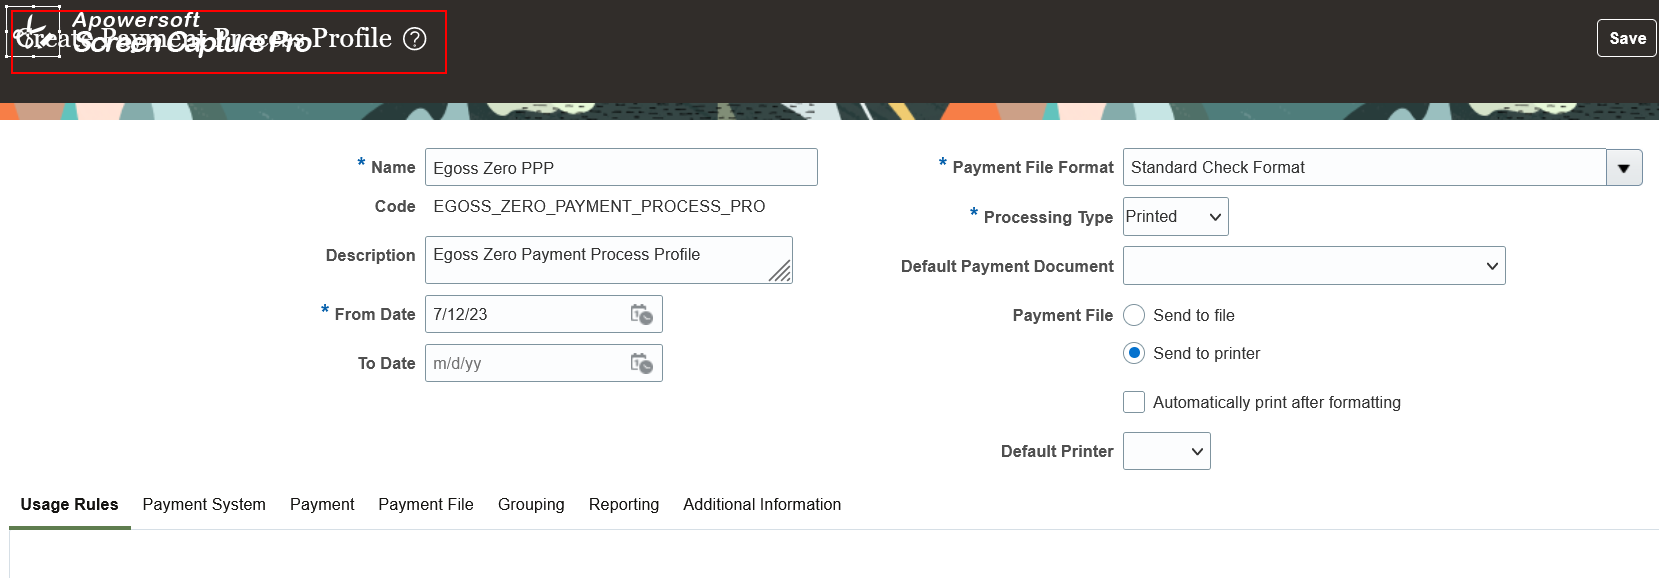 Apowersoft
Screen Capture Pro
Create Payment Process Profile ?
Save
* Name Egoss Zero PPP
Code EGOSS_ZERO_PAYMENT_PROCESS_PRO
Description Egoss Zero Payment Process Profile
* From Date 7/12/23
To Date m/d/yy
* Payment File Format Standard Check Format
* Processing Type Printed
Default Payment Document
Payment File Send to file
Send to printer
Automatically print after formatting
Default Printer
Usage Rules Payment System Payment Payment File Grouping Reporting Additional Information